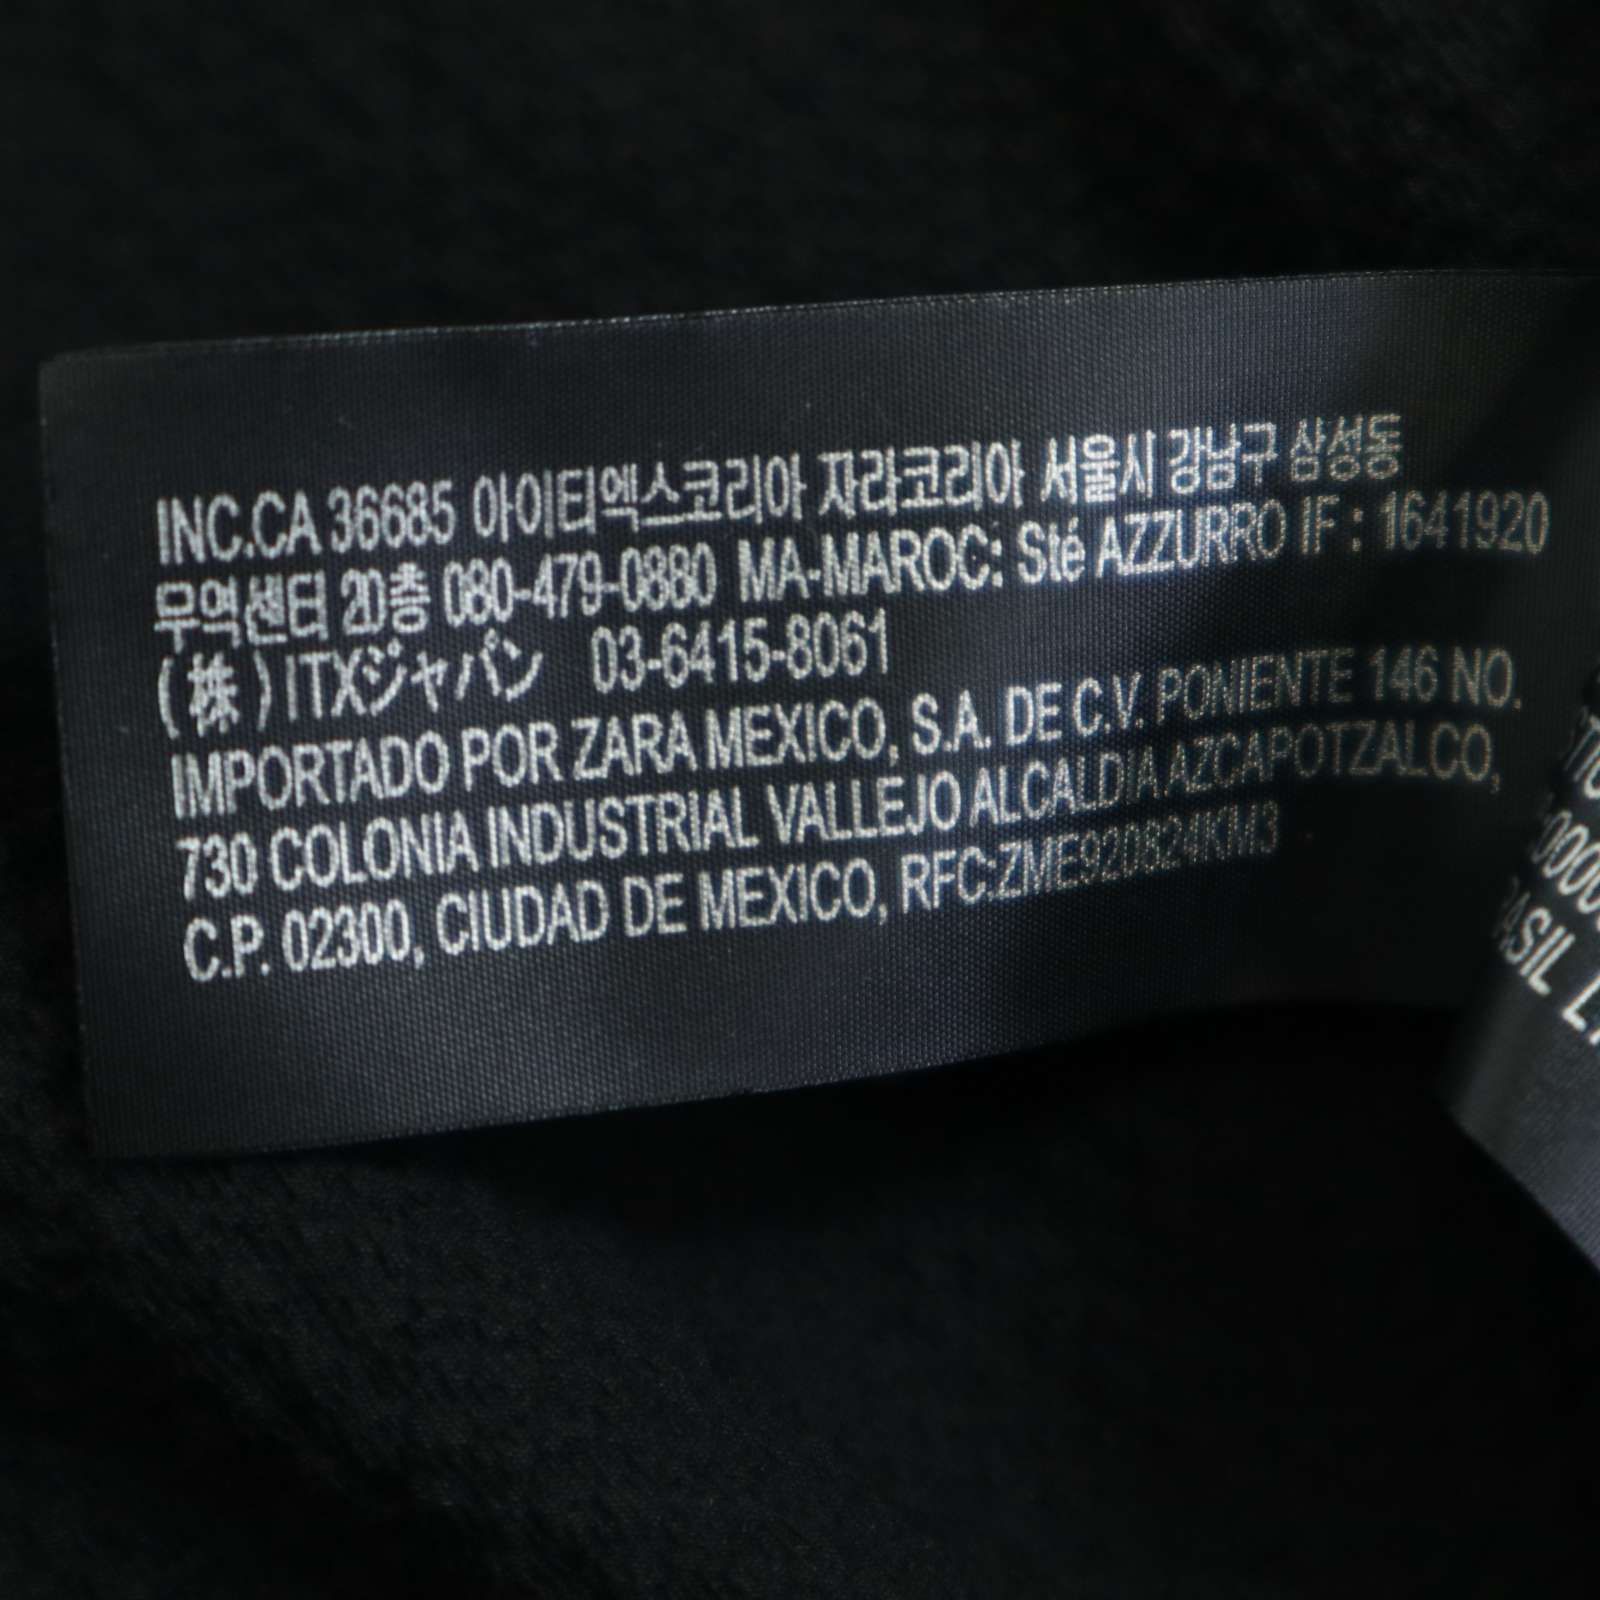 INC.CA 36685 아이티엑스코리아 자라코리아 서울시 강남구 삼성동
무역센터 20층 080-479-0880 MA-MAROC: Sté AZZURRO IF : 1641920
(株)ITXジャパン 03-6415-8061
IMPORTADO POR ZARA MEXICO, S.A. DE C.V. PONIENTE 146 NO.
730 COLONIA INDUSTRIAL VALLEJO ALCALDIA AZCAPOTZALCO,
C.P. 02300, CIUDAD DE MEXICO, RFC:ZME920824KM3